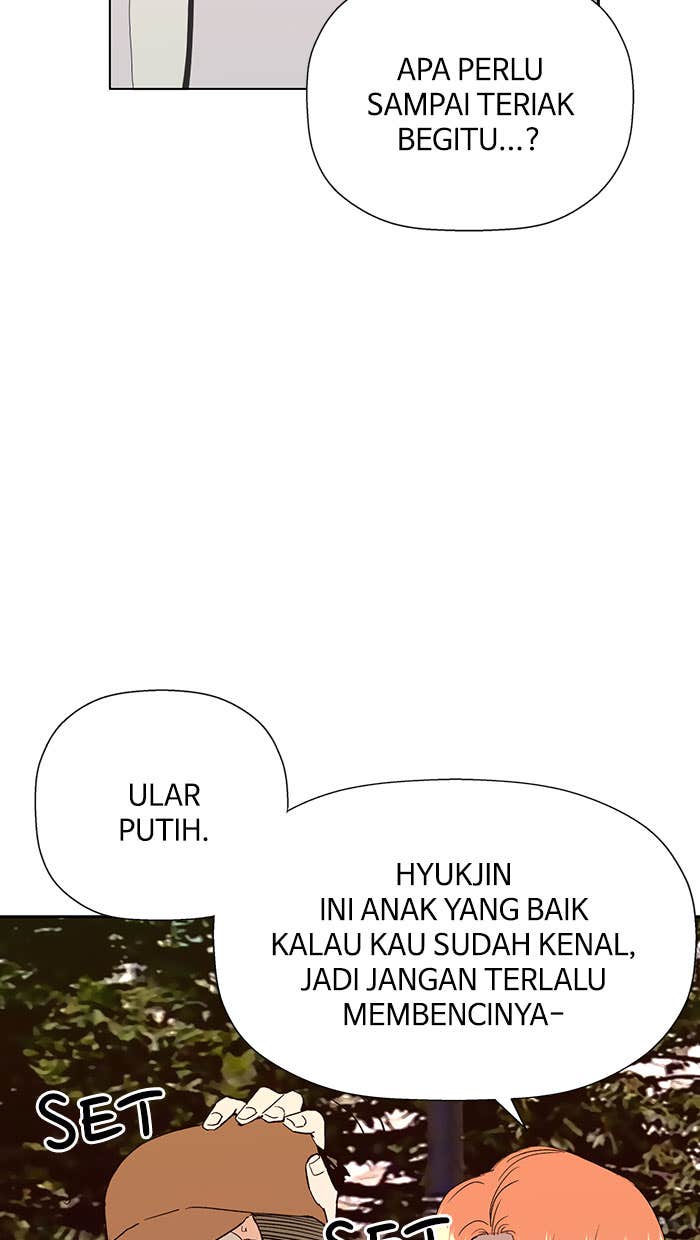 APA PERLU
SAMPAI TERIAK
BEGITU...?
ULAR
PUTIH.
HYUKJIN
INI ANAK YANG BAIK
KALAU KAU SUDAH KENAL,
JADI JANGAN TERLALU
MEMBENCINYA-
SET
SET